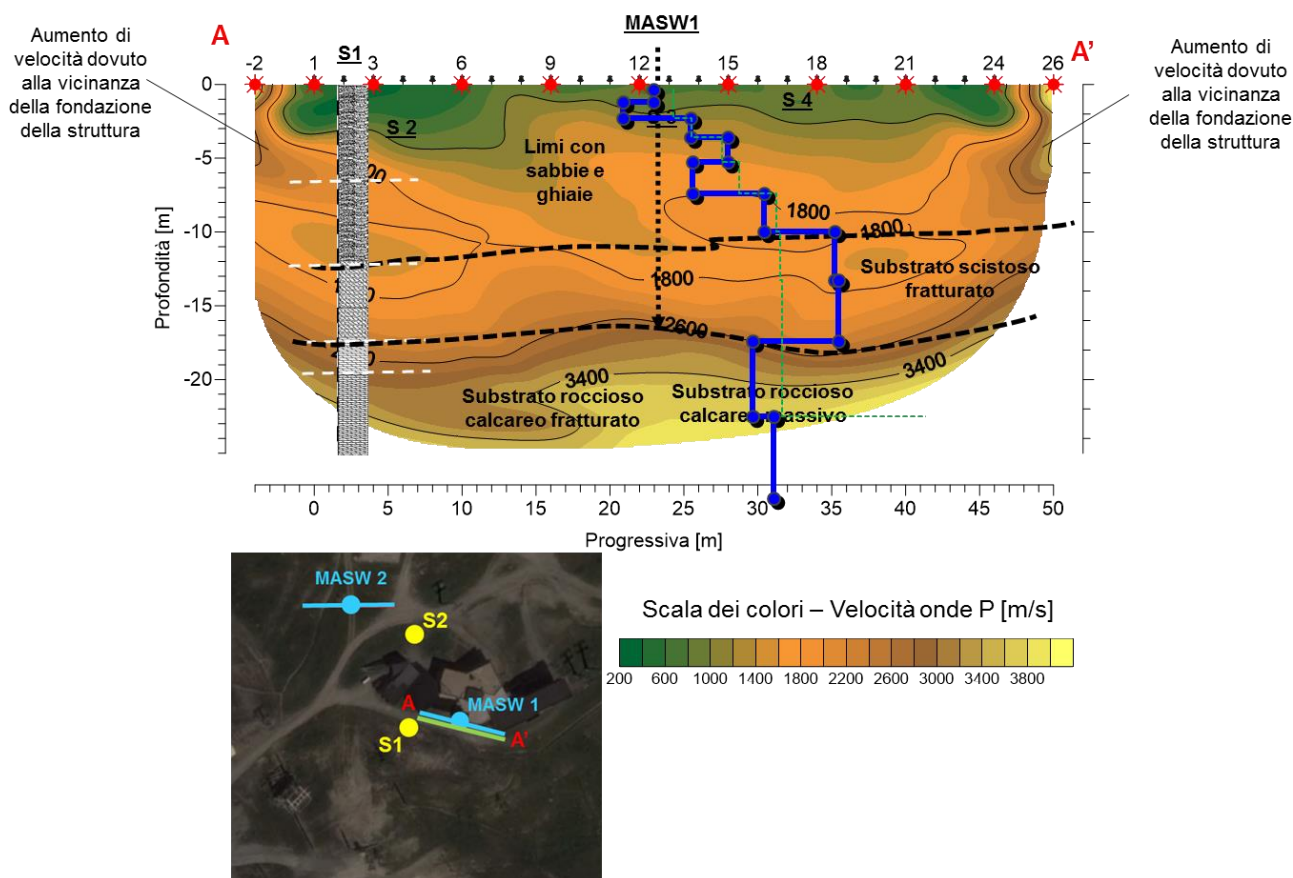 Aumento di
velocità dovuto
alla vicinanza
della fondazione
della struttura
A
S1
MASW1
A'
Aumento di
velocità dovuto
alla vicinanza
della fondazione
della struttura
-2 1 3 6 9 12 15 18 21 24 26
Profondità [m]
0
-5
-10
-15
-20
S 2
S 4
Limi con
sabbie e
ghiaie
1800
1800
1800
2600
3400
3400
Substrato scistoso
fratturato
Substrato roccioso
calcareo fratturato
Substrato roccioso
calcareo massivo
0 5 10 15 20 25 30 35 40 45 50
Progressiva [m]
MASW 2
S2
A
MASW 1
S1
A'
Scala dei colori – Velocità onde P [m/s]
200 600 1000 1400 1800 2200 2600 3000 3400 3800